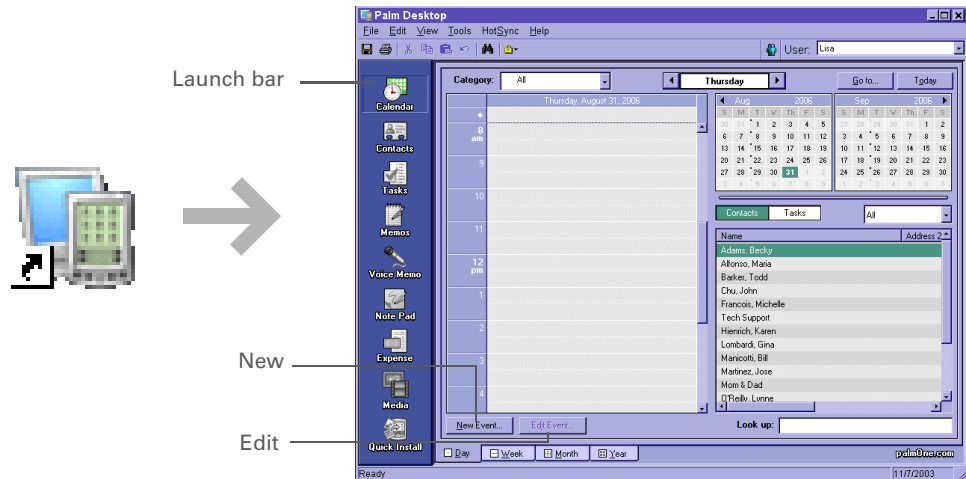 Palm Desktop
File Edit View Tools HotSync Help
User: Lisa
Launch bar
Calendar
Contacts
Tasks
Memos
Voice Memo
Note Pad
Expense
Media
Quick Install
New
Edit
Category: All
Thursday
Go to...
Today
Thursday, August 31, 2006
8 am
9
10
11
12 pm
1
2
3
4
Aug 2006
S M T W Th F S
30 31 1 2 3 4 5
6 7 8 9 10 11 12
13 14 15 16 17 18 19
20 21 22 23 24 25 26
27 28 29 30 31 1 2
3 4 5 6 7 8 9
Sep 2006
S M T W Th F S
27 28 29 30 31 1 2
3 4 5 6 7 8 9
10 11 12 13 14 15 16
17 18 19 20 21 22 23
24 25 26 27 28 29 30
1 2 3 4 5 6 7
Contacts Tasks All
Name Address 2
Adams, Becky
Alfonso, Maria
Barker, Todd
Chu, John
Francois, Michelle
Tech Support
Hienrich, Karen
Lombardi, Gina
Manicotti, Bill
Martinez, Jose
Mom & Dad
O'Reilly, Lynne
New Event... Edit Event...
Look up:
Day Week Month Year
palmOne.com
Ready
11/7/2003